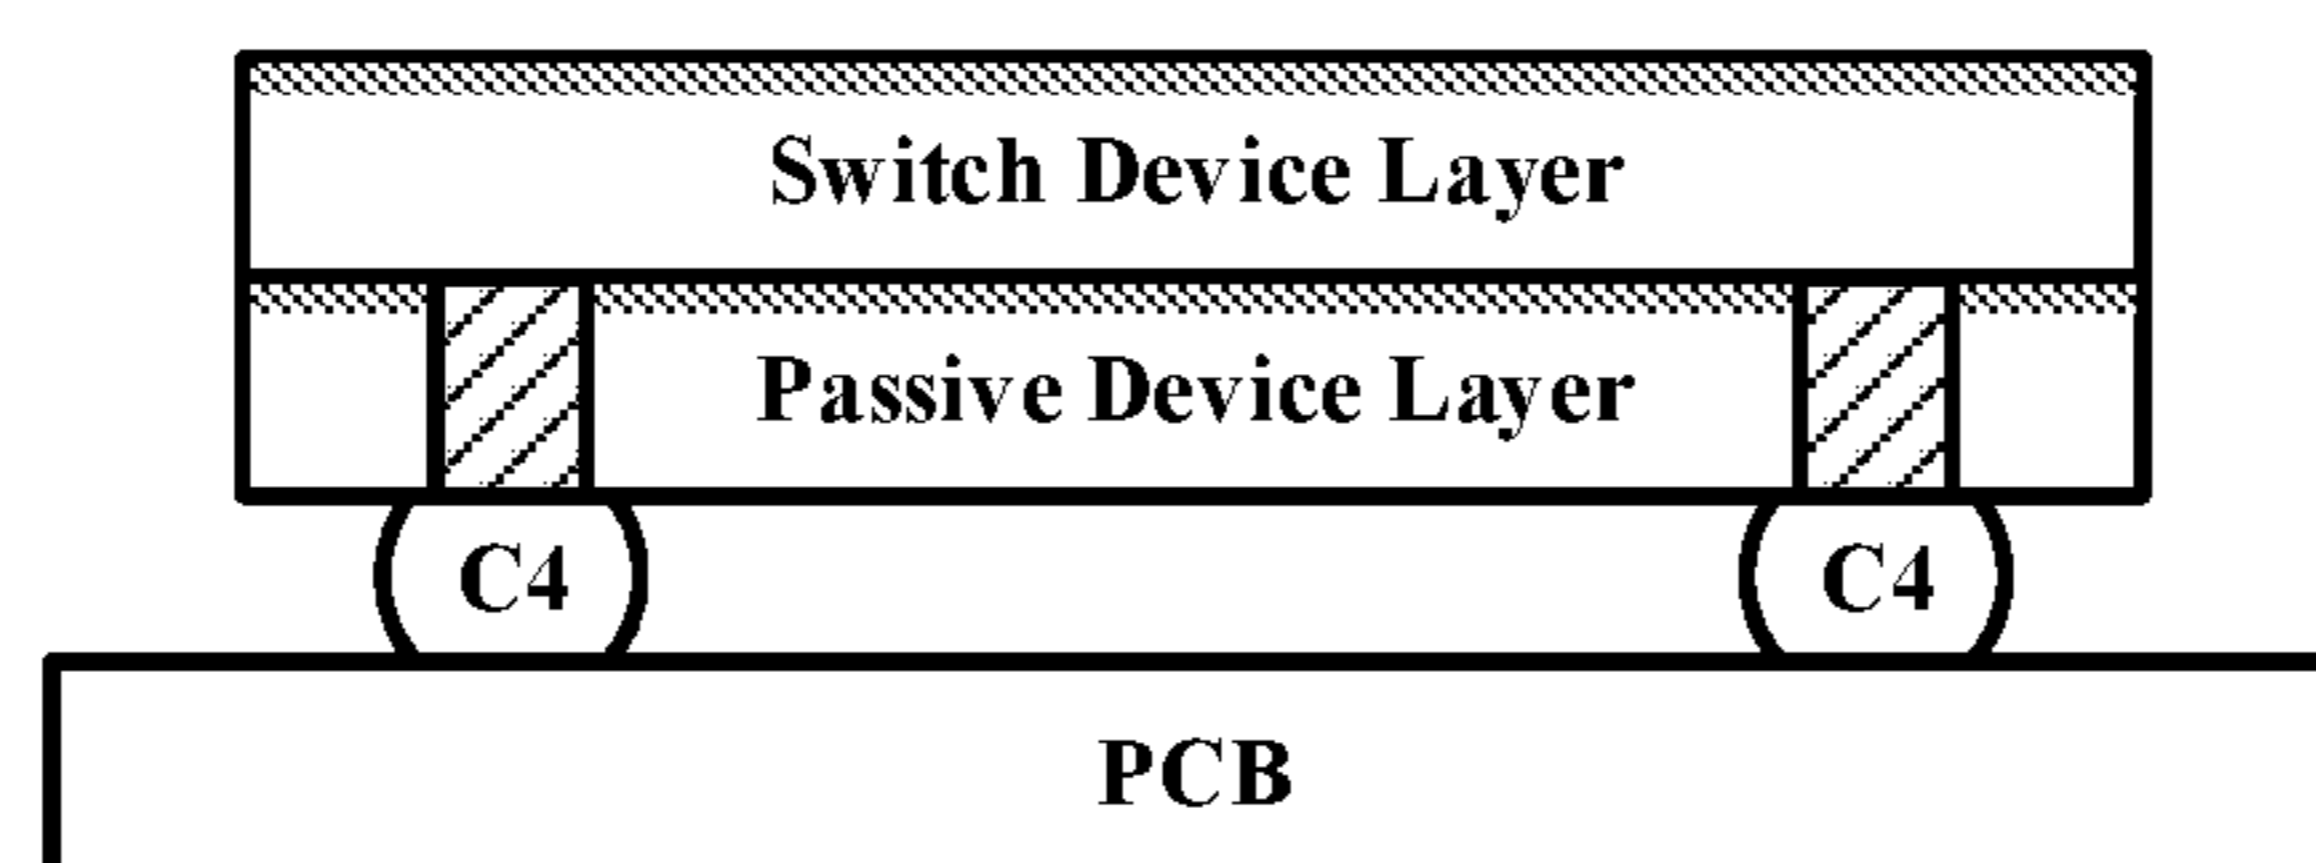 Switch Device Layer
Passive Device Layer
C4 C4
PCB